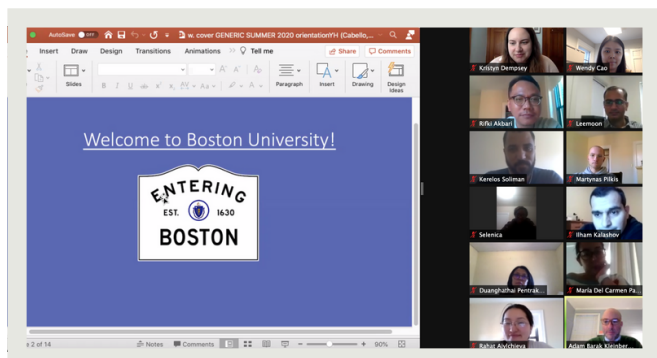 AutoSave OFF
w. cover GENERIC SUMMER 2020 orientationYH (Cabello,...
Insert Draw Design Transitions Animations >> Tell me
Share Comments
Slides
Paragraph
Insert
Drawing
Design
Ideas
Welcome to Boston University!
ENTERING
EST. 1630
BOSTON
2 of 14
Notes Comments
90%
Kristyn Dempsey
Wendy Cao
Rifki Akbari
Leemoon
Kerelos Soliman
Martynas Pilkis
Selenica
Ilham Kalashov
Duanghathai Pentrak...
María Del Carmen Pa...
Rahat Aylchieva
Adam Barak Kleinber...